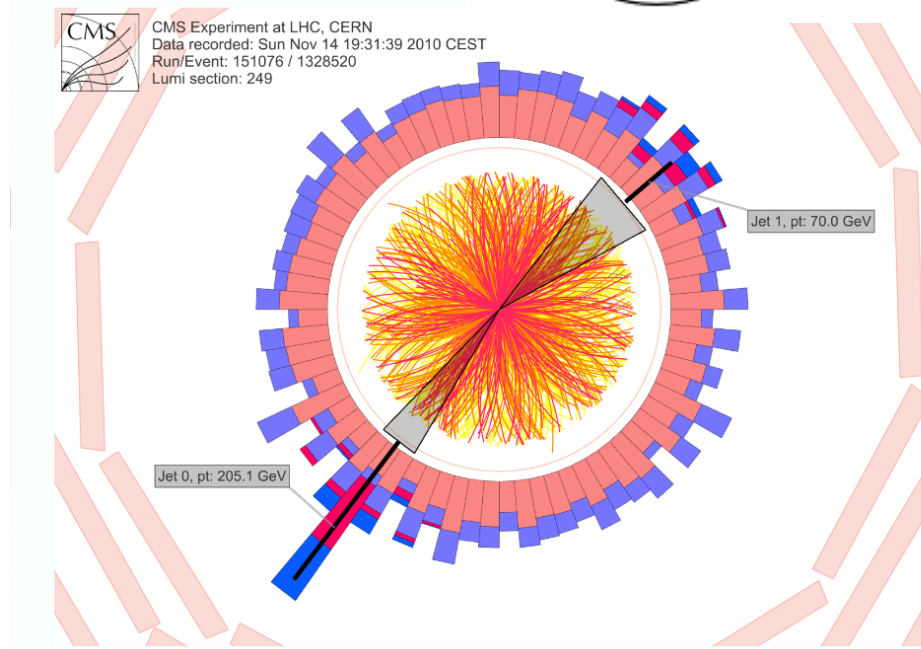 CMS
CMS Experiment at LHC, CERN
Data recorded: Sun Nov 14 19:31:39 2010 CEST
Run/Event: 151076 / 1328520
Lumi section: 249
Jet 1, pt: 70.0 GeV
Jet 0, pt: 205.1 GeV